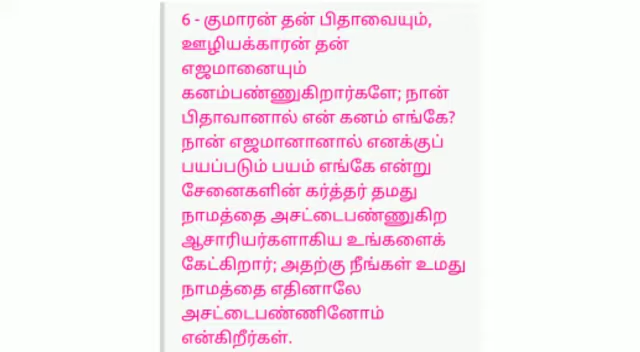 6 - குமாரன் தன் பிதாவையும்,
ஊழியக்காரன் தன்
எஜமானையும்
கனம்பண்ணுகிறார்களே; நான்
பிதாவானால் என் கனம் எங்கே?
நான் எஜமானானால் எனக்குப்
பயப்படும் பயம் எங்கே என்று
சேனைகளின் கர்த்தர் தமது
நாமத்தை அசட்டைபண்ணுகிற
ஆசாரியர்களாகிய உங்களைக்
கேட்கிறார்; அதற்கு நீங்கள் உமது
நாமத்தை எதினாலே
அசட்டைபண்ணினோம்
என்கிறீர்கள்.